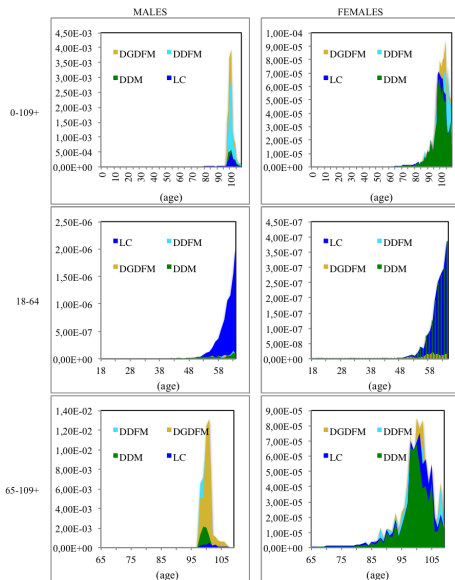 MALES
FEMALES
0-109+
4,50E-03
4,00E-03
3,50E-03
3,00E-03
2,50E-03
2,00E-03
1,50E-03
1,00E-03
5,00E-04
0,00E+00
DGDFM DDFM
DDM LC
0 10 20 30 40 50 60 70 80 90 100
(age)
1,00E-04
9,00E-05
8,00E-05
7,00E-05
6,00E-05
5,00E-05
4,00E-05
3,00E-05
2,00E-05
1,00E-05
0,00E+00
DGDFM DDFM
LC DDM
0 10 20 30 40 50 60 70 80 90 100
(age)
18-64
2,50E-06
2,00E-06
1,50E-06
1,00E-06
5,00E-07
0,00E+00
LC DDFM
DGDFM DDM
18 28 38 48 58
(age)
4,50E-07
4,00E-07
3,50E-07
3,00E-07
2,50E-07
2,00E-07
1,50E-07
1,00E-07
5,00E-08
0,00E+00
LC DDFM
DGDFM DDM
18 28 38 48 58
(age)
65-109+
1,40E-02
1,20E-02
1,00E-02
8,00E-03
6,00E-03
4,00E-03
2,00E-03
0,00E+00
DDFM DGDFM
DDM LC
65 75 85 95 105
(age)
9,00E-05
8,00E-05
7,00E-05
6,00E-05
5,00E-05
4,00E-05
3,00E-05
2,00E-05
1,00E-05
0,00E+00
DGDFM DDFM
LC DDM
65 75 85 95 105
(age)